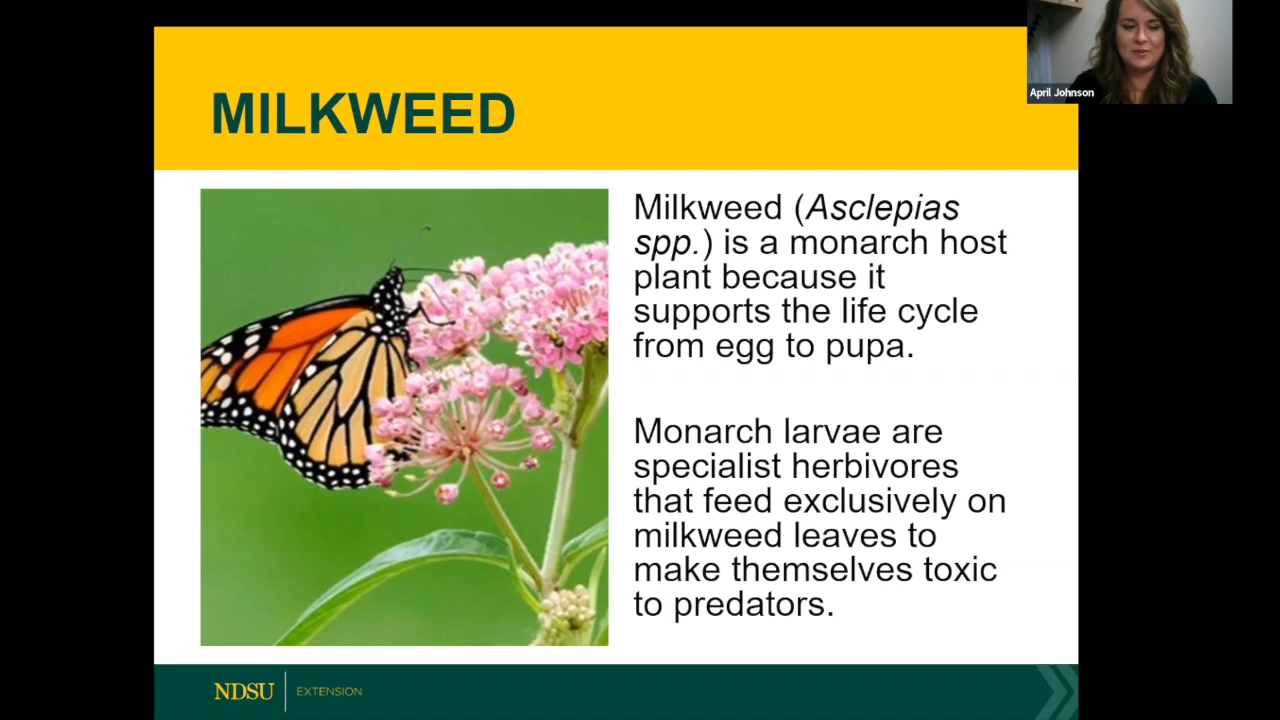 MILKWEED
April Johnson
Milkweed (Asclepias
spp.) is a monarch host
plant because it
supports the life cycle
from egg to pupa.
Monarch larvae are
specialist herbivores
that feed exclusively on
milkweed leaves to
make themselves toxic
to predators.
NDSU EXTENSION